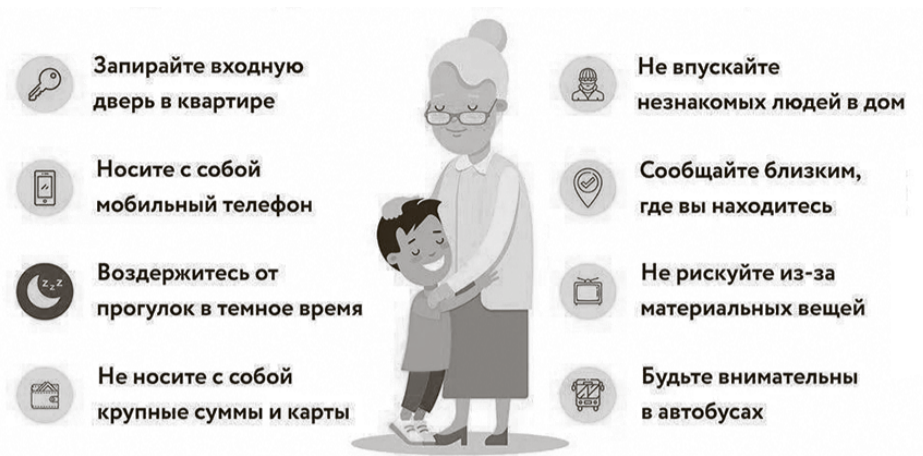 Запирайте входную
дверь в квартире
Носите с собой
мобильный телефон
Воздержитесь от
прогулок в темное время
Не носите с собой
крупные суммы и карты
Не впускайте
незнакомых людей в дом
Сообщайте близким,
где вы находитесь
Не рискуйте из-за
материальных вещей
Будьте внимательны
в автобусах
zzz